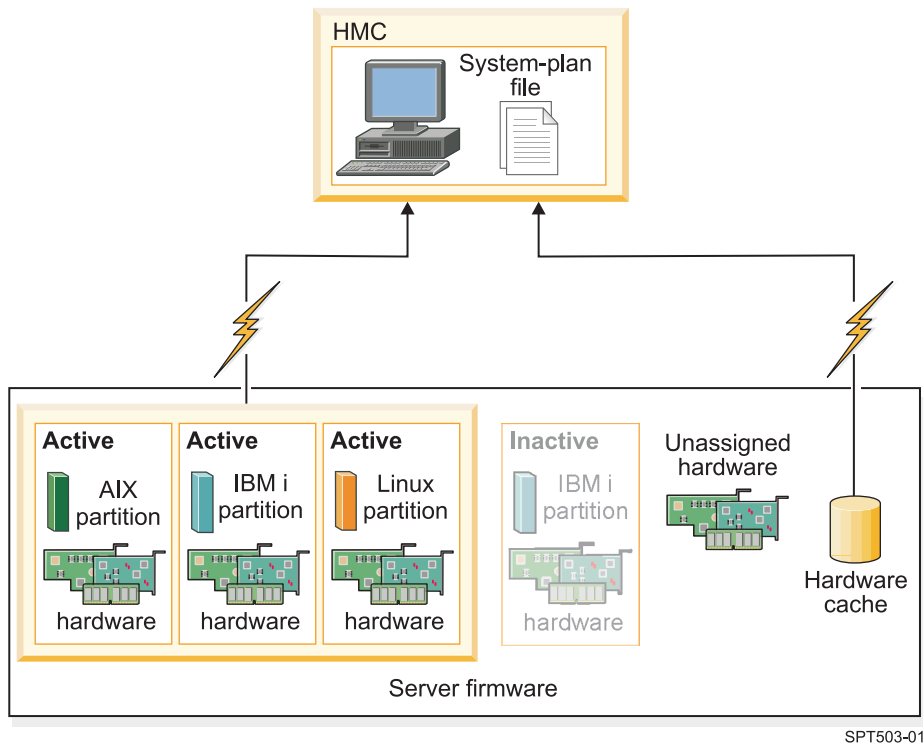 HMC
System-plan
file
Active
AIX
partition
hardware
Active
IBM i
partition
hardware
Active
Linux
partition
hardware
Inactive
IBM i
partition
hardware
Unassigned
hardware
Hardware
cache
Server firmware
SPT503-01